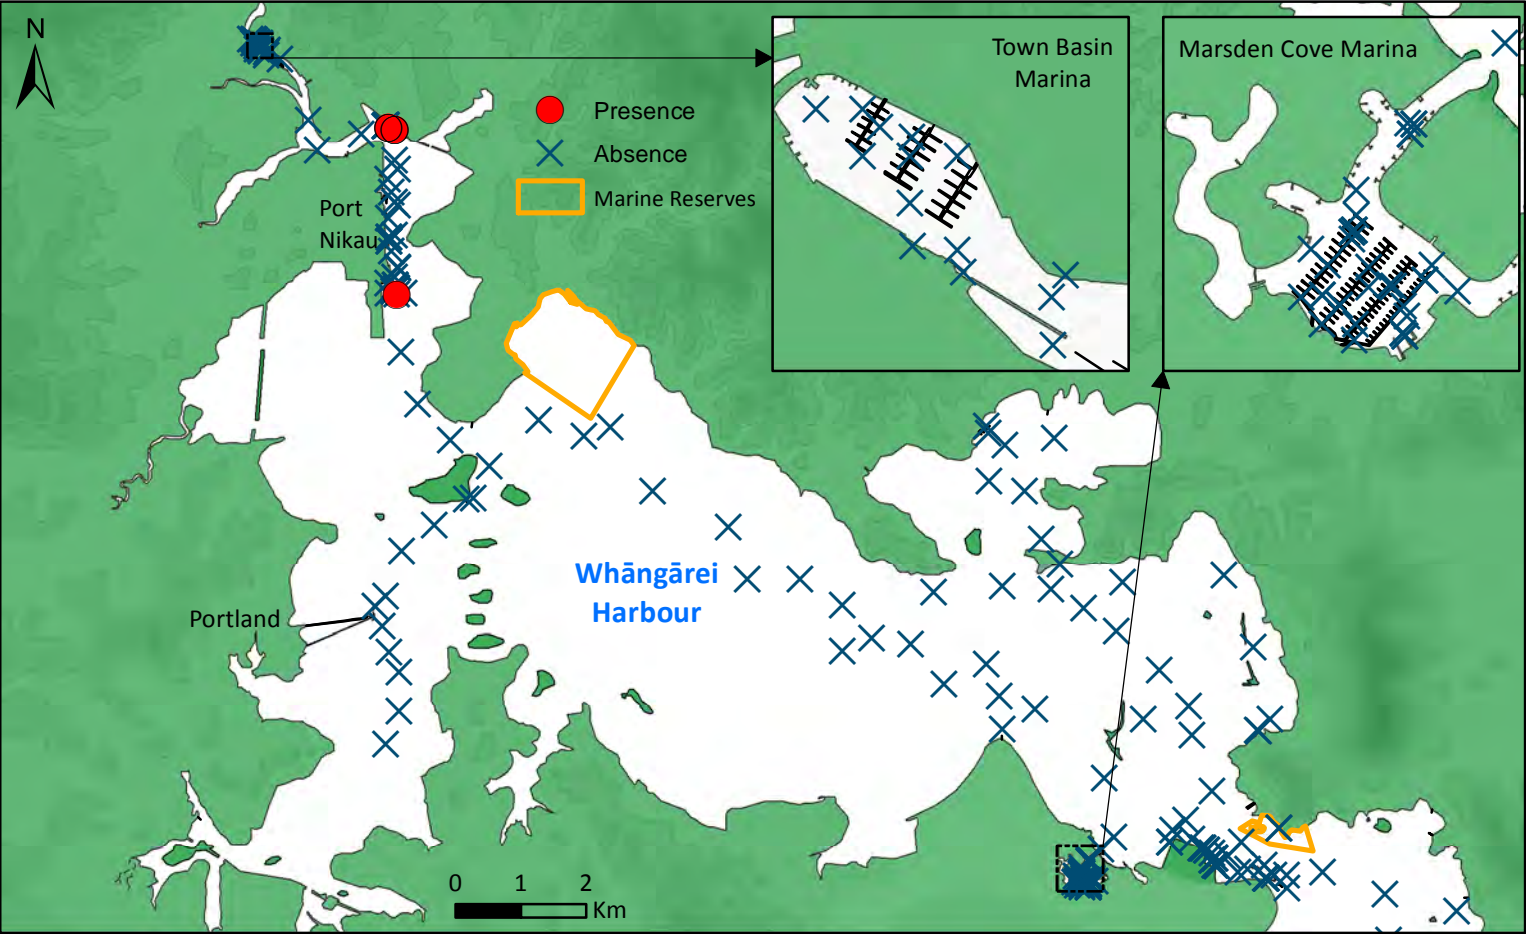 N
Town Basin
Marina
Marsden Cove Marina
Presence
Absence
Marine Reserves
Port
Nikau
Whāngārei
Harbour
Portland
0 1 2
Km